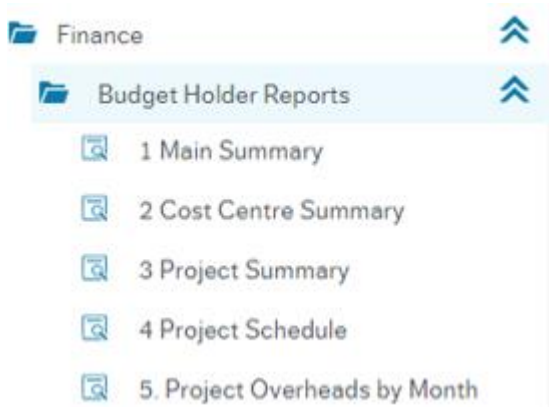 Finance
Budget Holder Reports
1 Main Summary
2 Cost Centre Summary
3 Project Summary
4 Project Schedule
5. Project Overheads by Month